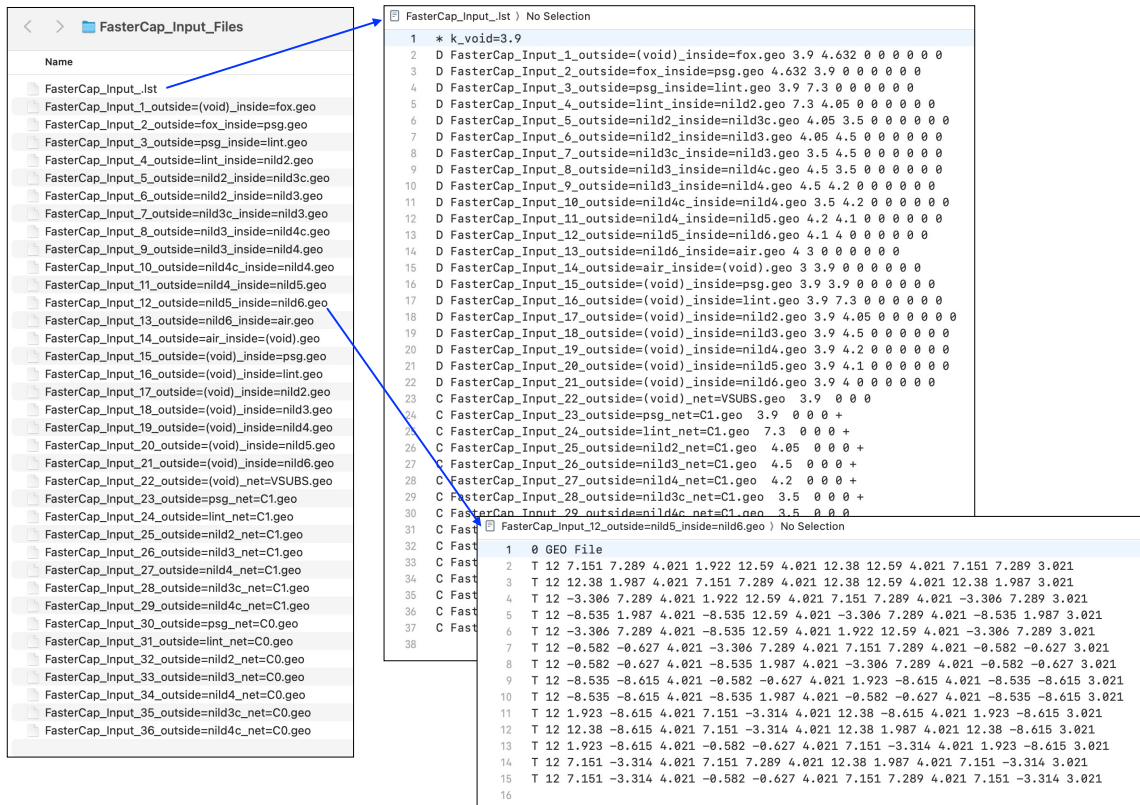 FasterCap_Input_Files
Name
FasterCap_Input_.lst
FasterCap_Input_1_outside=(void)_inside=fox.geo
FasterCap_Input_2_outside=fox_inside=psg.geo
FasterCap_Input_3_outside=psg_inside=lint.geo
FasterCap_Input_4_outside=lint_inside=nild2.geo
FasterCap_Input_5_outside=nild2_inside=nild3c.geo
FasterCap_Input_6_outside=nild2_inside=nild3.geo
FasterCap_Input_7_outside=nild3c_inside=nild3.geo
FasterCap_Input_8_outside=nild3_inside=nild4c.geo
FasterCap_Input_9_outside=nild3_inside=nild4.geo
FasterCap_Input_10_outside=nild4c_inside=nild4.geo
FasterCap_Input_11_outside=nild4_inside=nild5.geo
FasterCap_Input_12_outside=nild5_inside=nild6.geo
FasterCap_Input_13_outside=nild6_inside=air.geo
FasterCap_Input_14_outside=air_inside=(void).geo
FasterCap_Input_15_outside=(void)_inside=psg.geo
FasterCap_Input_16_outside=(void)_inside=lint.geo
FasterCap_Input_17_outside=(void)_inside=nild2.geo
FasterCap_Input_18_outside=(void)_inside=nild3.geo
FasterCap_Input_19_outside=(void)_inside=nild4.geo
FasterCap_Input_20_outside=(void)_inside=nild5.geo
FasterCap_Input_21_outside=(void)_inside=nild6.geo
FasterCap_Input_22_outside=(void)_net=VSUBS.geo
FasterCap_Input_23_outside=psg_net=C1.geo
FasterCap_Input_24_outside=lint_net=C1.geo
FasterCap_Input_25_outside=nild2_net=C1.geo
FasterCap_Input_26_outside=nild3_net=C1.geo
FasterCap_Input_27_outside=nild4_net=C1.geo
FasterCap_Input_28_outside=nild3c_net=C1.geo
FasterCap_Input_29_outside=nild4c_net=C1.geo
FasterCap_Input_30_outside=psg_net=C0.geo
FasterCap_Input_31_outside=lint_net=C0.geo
FasterCap_Input_32_outside=nild2_net=C0.geo
FasterCap_Input_33_outside=nild3_net=C0.geo
FasterCap_Input_34_outside=nild4_net=C0.geo
FasterCap_Input_35_outside=nild3c_net=C0.geo
FasterCap_Input_36_outside=nild4c_net=C0.geo
FasterCap_Input_.lst ⟩ No Selection
1 * k_void=3.9
2 D FasterCap_Input_1_outside=(void)_inside=fox.geo 3.9 4.632 0 0 0 0 0 0
3 D FasterCap_Input_2_outside=fox_inside=psg.geo 4.632 3.9 0 0 0 0 0 0
4 D FasterCap_Input_3_outside=psg_inside=lint.geo 3.9 7.3 0 0 0 0 0 0
5 D FasterCap_Input_4_outside=lint_inside=nild2.geo 7.3 4.05 0 0 0 0 0 0
6 D FasterCap_Input_5_outside=nild2_inside=nild3c.geo 4.05 3.5 0 0 0 0 0 0
7 D FasterCap_Input_6_outside=nild2_inside=nild3.geo 4.05 4.5 0 0 0 0 0 0
8 D FasterCap_Input_7_outside=nild3c_inside=nild3.geo 3.5 4.5 0 0 0 0 0 0
9 D FasterCap_Input_8_outside=nild3_inside=nild4c.geo 4.5 3.5 0 0 0 0 0 0
10 D FasterCap_Input_9_outside=nild3_inside=nild4.geo 4.5 4.2 0 0 0 0 0 0
11 D FasterCap_Input_10_outside=nild4c_inside=nild4.geo 3.5 4.2 0 0 0 0 0 0
12 D FasterCap_Input_11_outside=nild4_inside=nild5.geo 4.2 4.1 0 0 0 0 0 0
13 D FasterCap_Input_12_outside=nild5_inside=nild6.geo 4.1 4 0 0 0 0 0 0
14 D FasterCap_Input_13_outside=nild6_inside=air.geo 4 3 0 0 0 0 0 0
15 D FasterCap_Input_14_outside=air_inside=(void).geo 3 3.9 0 0 0 0 0 0
16 D FasterCap_Input_15_outside=(void)_inside=psg.geo 3.9 3.9 0 0 0 0 0 0
17 D FasterCap_Input_16_outside=(void)_inside=lint.geo 3.9 7.3 0 0 0 0 0 0
18 D FasterCap_Input_17_outside=(void)_inside=nild2.geo 3.9 4.05 0 0 0 0 0 0
19 D FasterCap_Input_18_outside=(void)_inside=nild3.geo 3.9 4.5 0 0 0 0 0 0
20 D FasterCap_Input_19_outside=(void)_inside=nild4.geo 3.9 4.2 0 0 0 0 0 0
21 D FasterCap_Input_20_outside=(void)_inside=nild5.geo 3.9 4.1 0 0 0 0 0 0
22 D FasterCap_Input_21_outside=(void)_inside=nild6.geo 3.9 4 0 0 0 0 0 0
23 C FasterCap_Input_22_outside=(void)_net=VSUBS.geo 3.9 0 0 0
24 C FasterCap_Input_23_outside=psg_net=C1.geo 3.9 0 0 0 +
25 C FasterCap_Input_24_outside=lint_net=C1.geo 7.3 0 0 0 +
26 C FasterCap_Input_25_outside=nild2_net=C1.geo 4.05 0 0 0 +
27 C FasterCap_Input_26_outside=nild3_net=C1.geo 4.5 0 0 0 +
28 C FasterCap_Input_27_outside=nild4_net=C1.geo 4.2 0 0 0 +
29 C FasterCap_Input_28_outside=nild3c_net=C1.geo 3.5 0 0 0 +
30 C FasterCap_Input_29_outside=nild4c_net=C1.geo 3.5 0 0 0
31 C Fast
32 C Fast
33 C Fast
34 C Fast
35 C Fast
36 C Fast
37 C Fast
38
FasterCap_Input_12_outside=nild5_inside=nild6.geo ⟩ No Selection
1 0 GEO File
2 T 12 7.151 7.289 4.021 1.922 12.59 4.021 12.38 12.59 4.021 7.151 7.289 3.021
3 T 12 12.38 1.987 4.021 7.151 7.289 4.021 12.38 12.59 4.021 12.38 1.987 3.021
4 T 12 -3.306 7.289 4.021 1.922 12.59 4.021 7.151 7.289 4.021 -3.306 7.289 3.021
5 T 12 -8.535 1.987 4.021 -8.535 12.59 4.021 -3.306 7.289 4.021 -8.535 1.987 3.021
6 T 12 -3.306 7.289 4.021 -8.535 12.59 4.021 1.922 12.59 4.021 -3.306 7.289 3.021
7 T 12 -0.582 -0.627 4.021 -3.306 7.289 4.021 7.151 7.289 4.021 -0.582 -0.627 3.021
8 T 12 -0.582 -0.627 4.021 -8.535 1.987 4.021 -3.306 7.289 4.021 -0.582 -0.627 3.021
9 T 12 -8.535 -8.615 4.021 -0.582 -0.627 4.021 1.923 -8.615 4.021 -8.535 -8.615 3.021
10 T 12 -8.535 -8.615 4.021 -8.535 1.987 4.021 -0.582 -0.627 4.021 -8.535 -8.615 3.021
11 T 12 1.923 -8.615 4.021 7.151 -3.314 4.021 12.38 -8.615 4.021 1.923 -8.615 3.021
12 T 12 12.38 -8.615 4.021 7.151 -3.314 4.021 12.38 1.987 4.021 12.38 -8.615 3.021
13 T 12 1.923 -8.615 4.021 -0.582 -0.627 4.021 7.151 -3.314 4.021 1.923 -8.615 3.021
14 T 12 7.151 -3.314 4.021 7.151 7.289 4.021 12.38 1.987 4.021 7.151 -3.314 3.021
15 T 12 7.151 -3.314 4.021 -0.582 -0.627 4.021 7.151 7.289 4.021 7.151 -3.314 3.021
16